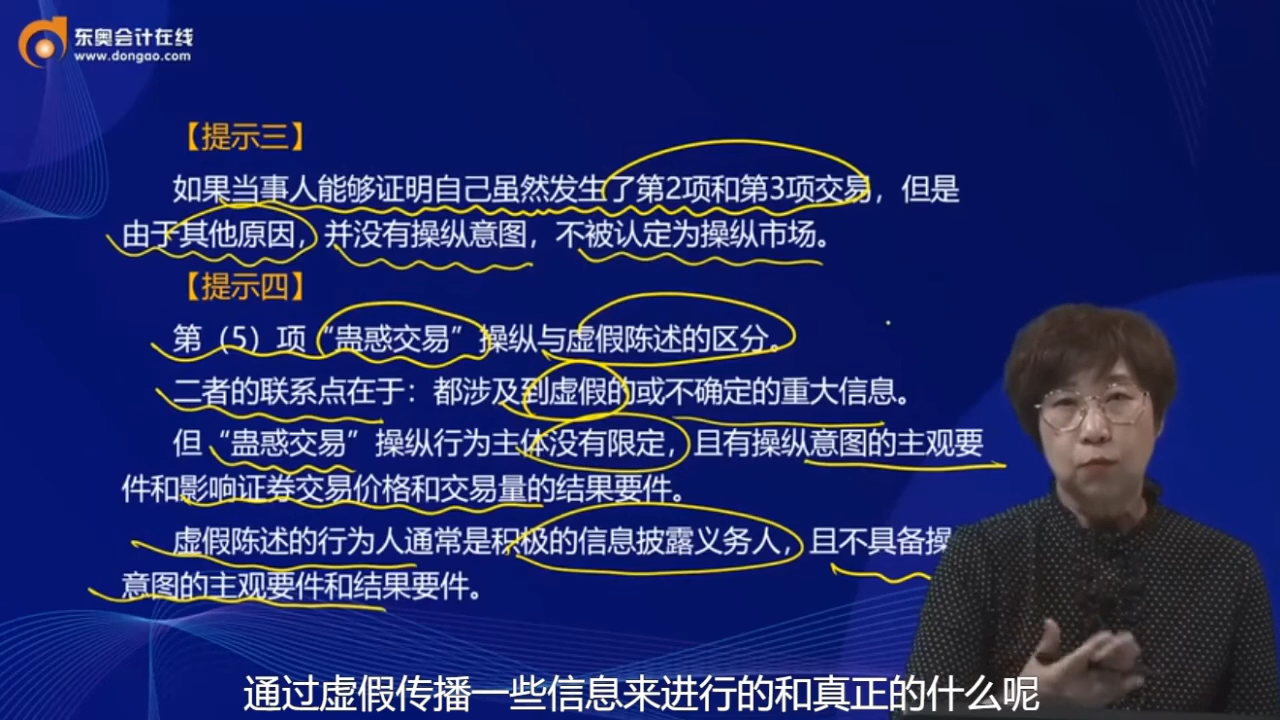 东奥会计在线
www.dongao.com
【提示三】
如果当事人能够证明自己虽然发生了第2项和第3项交易，但是
由于其他原因，并没有操纵意图，不被认定为操纵市场。
【提示四】
第（5）项“蛊惑交易”操纵与虚假陈述的区分。
二者的联系点在于：都涉及到虚假的或不确定的重大信息。
但“蛊惑交易”操纵行为主体没有限定，且有操纵意图的主观要
件和影响证券交易价格和交易量的结果要件。
虚假陈述的行为人通常是积极的信息披露义务人，且不具备操
意图的主观要件和结果要件。
通过虚假传播一些信息来进行的和真正的什么呢